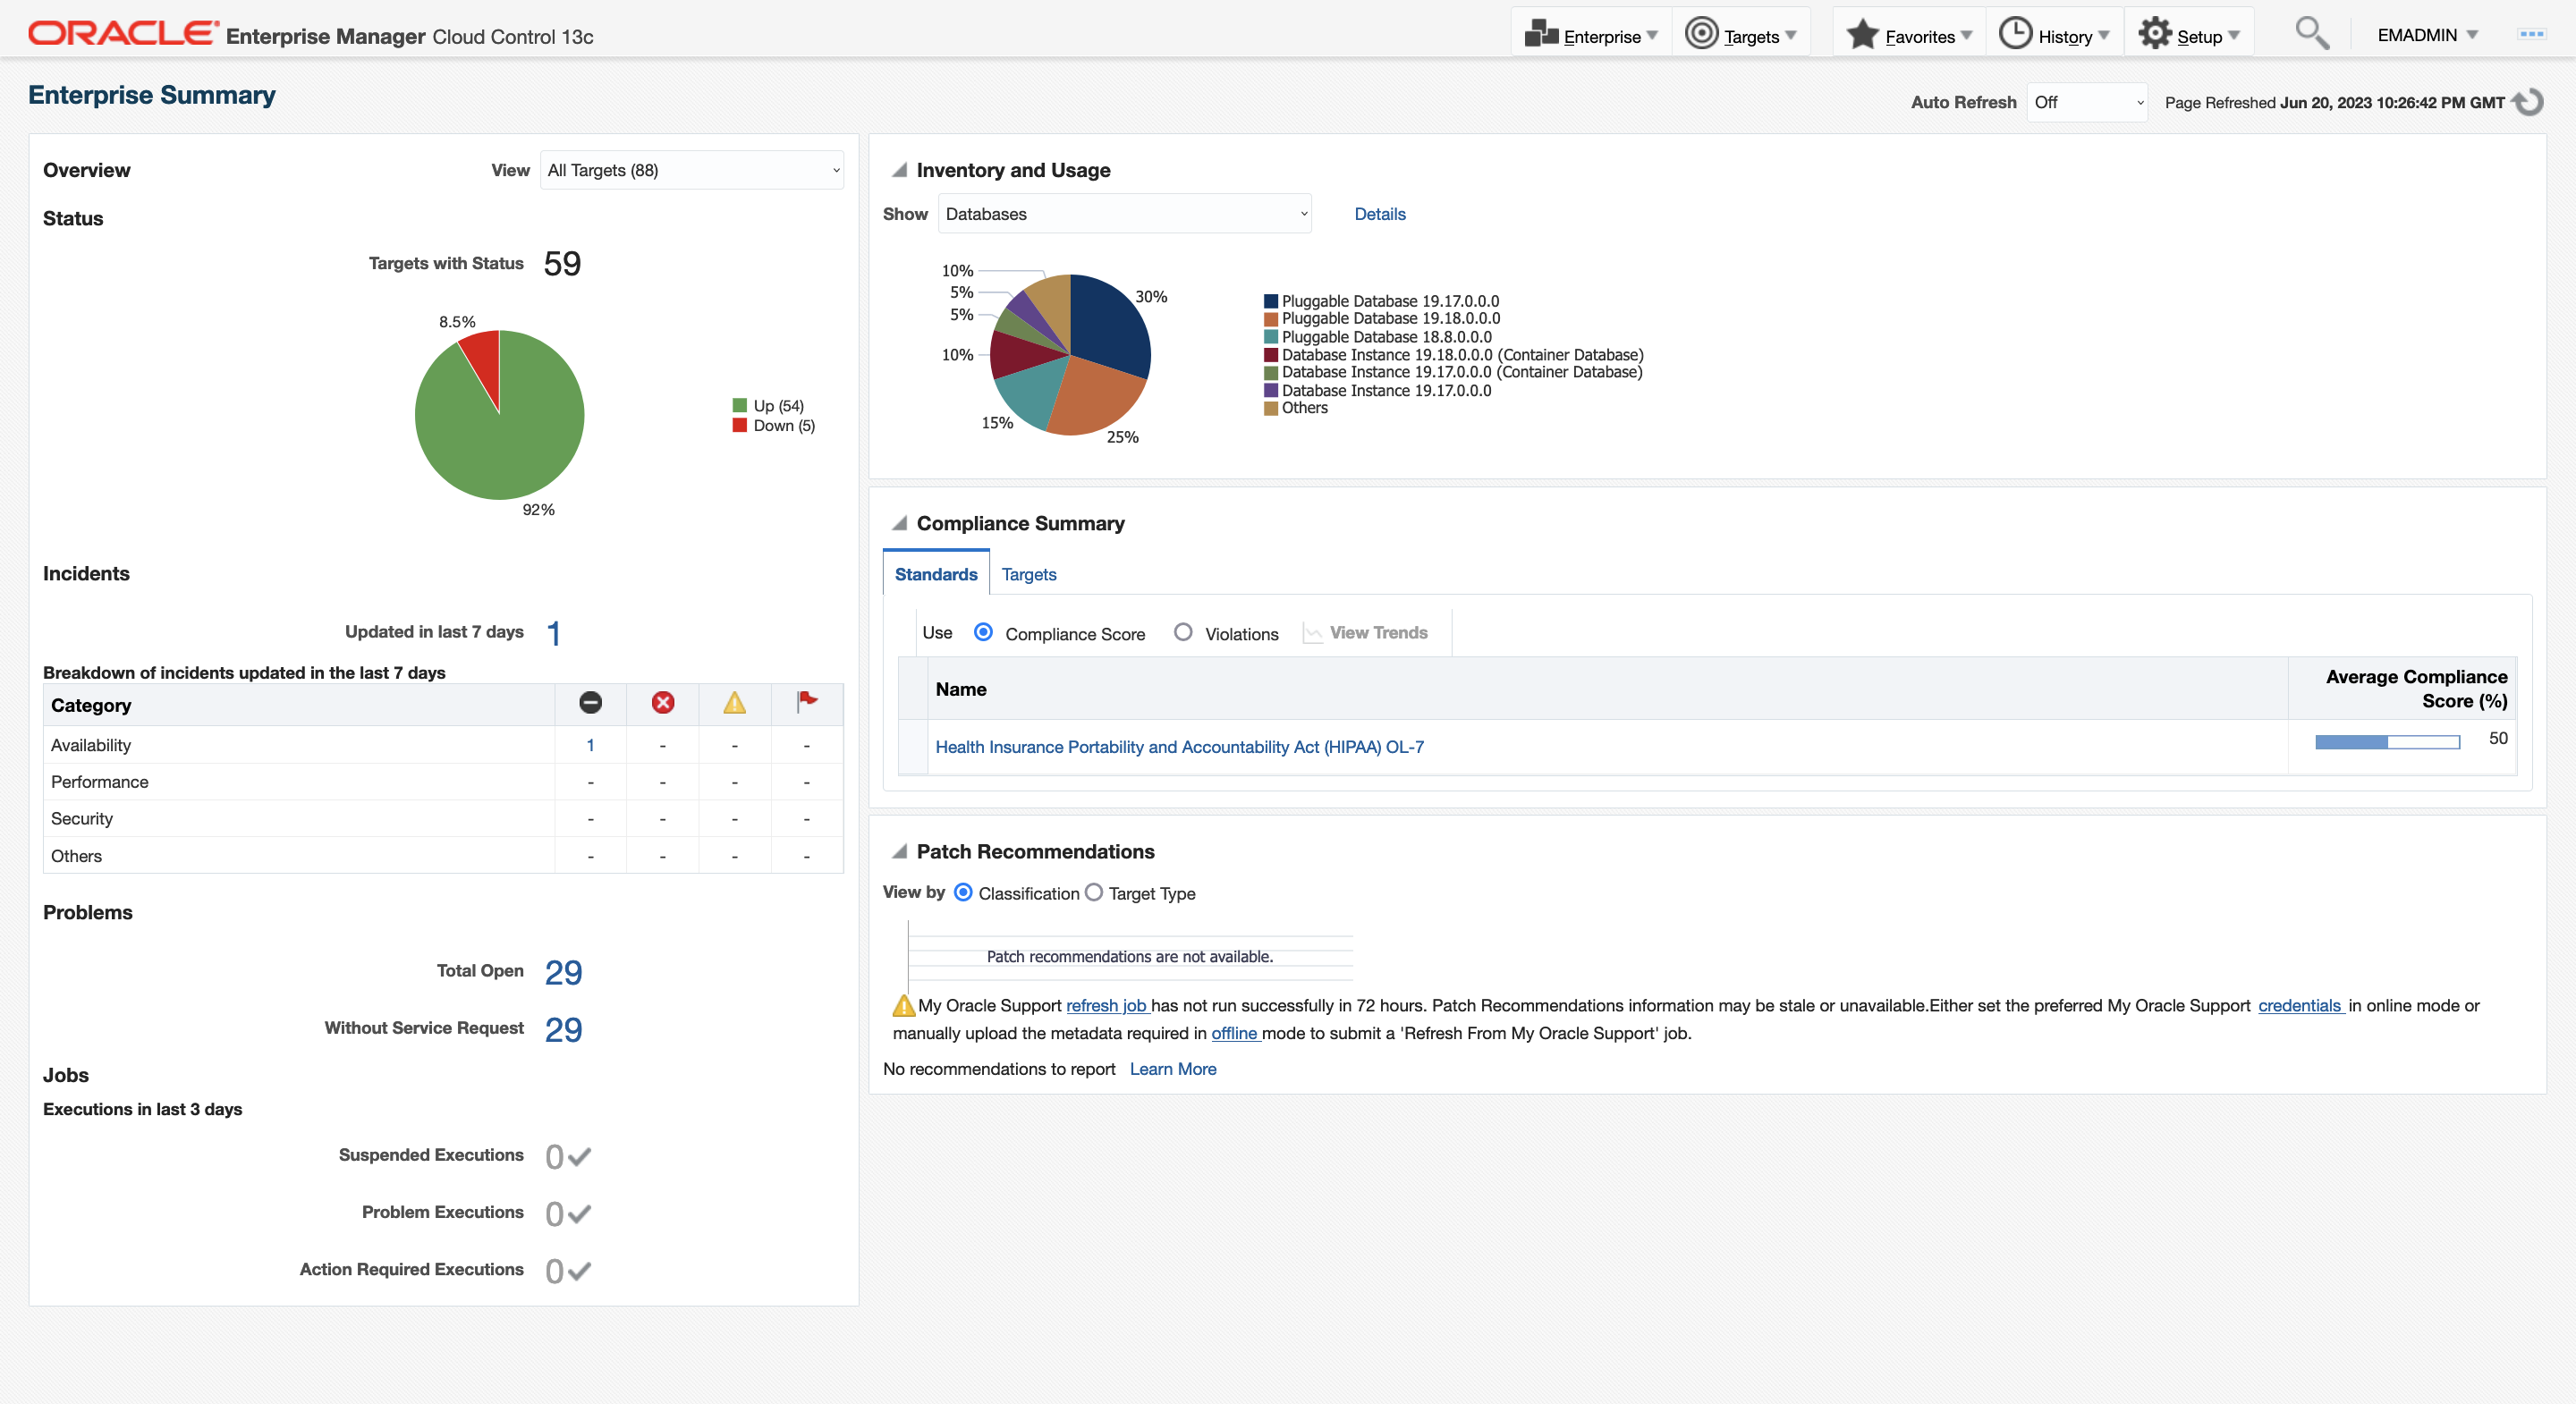 ORACLE Enterprise Manager Cloud Control 13c
Enterprise
Targets
Favorites
History
Setup
EMADMIN
Enterprise Summary
Auto Refresh Off
Page Refreshed Jun 20, 2023 10:26:42 PM GMT
Overview
View All Targets (88)
Status
Targets with Status 59
8.5%
92%
Up (54)
Down (5)
Incidents
Updated in last 7 days 1
Breakdown of incidents updated in the last 7 days
Category
Availability 1 - - -
Performance - - - -
Security - - - -
Others - - - -
Problems
Total Open 29
Without Service Request 29
Jobs
Executions in last 3 days
Suspended Executions 0
Problem Executions 0
Action Required Executions 0
Inventory and Usage
Show Databases Details
10%
5%
5%
10%
15%
25%
30%
Pluggable Database 19.17.0.0.0
Pluggable Database 19.18.0.0.0
Pluggable Database 18.8.0.0.0
Database Instance 19.18.0.0.0 (Container Database)
Database Instance 19.17.0.0.0 (Container Database)
Database Instance 19.17.0.0.0
Others
Compliance Summary
Standards Targets
Use Compliance Score Violations View Trends
Name
Average Compliance
Score (%)
Health Insurance Portability and Accountability Act (HIPAA) OL-7 50
Patch Recommendations
View by Classification Target Type
Patch recommendations are not available.
My Oracle Support refresh job has not run successfully in 72 hours. Patch Recommendations information may be stale or unavailable.Either set the preferred My Oracle Support credentials in online mode or
manually upload the metadata required in offline mode to submit a 'Refresh From My Oracle Support' job.
No recommendations to report Learn More